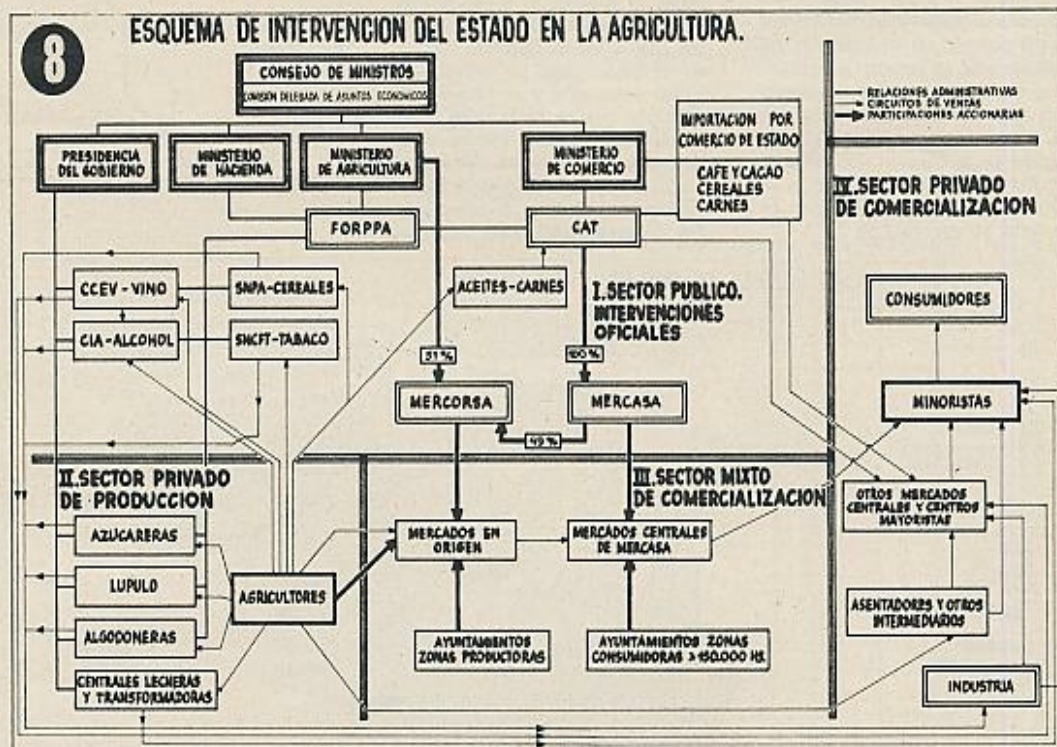 8
ESQUEMA DE INTERVENCION DEL ESTADO EN LA AGRICULTURA.
CONSEJO DE MINISTROS
COMISIÓN DELEGADA DE ASUNTOS ECONOMICOS
RELACIONES ADMINISTRATIVAS
CIRCUITOS DE VENTAS
PARTICIPACIONES ACCIONARIAS
PRESIDENCIA
DEL GOBIERNO
MINISTERIO
DE HACIENDA
MINISTERIO
DE AGRICULTURA
MINISTERIO
DE COMERCIO
IMPORTACION POR
COMERCIO DE ESTADO
CAFE Y CACAO
CEREALES
CARNES
FORPPA
CAT
IV. SECTOR PRIVADO
DE COMERCIALIZACION
CCEV - VINO
SNPA - CEREALES
ACEITES - CARNES
I. SECTOR PUBLICO.
INTERVENCIONES
OFICIALES
CONSUMIDORES
CIA - ALCOHOL
SNCFT - TABACO
51 %
100 %
MERCORSA
MERCASA
49 %
MINORISTAS
II. SECTOR PRIVADO
DE PRODUCCION
III. SECTOR MIXTO
DE COMERCIALIZACION
AZUCARERAS
MERCADOS EN
ORIGEN
MERCADOS CENTRALES
DE MERCASA
OTROS MERCADOS
CENTRALES Y CENTROS
MAYORISTAS
LUPULO
AGRICULTORES
ALGODONERAS
AYUNTAMIENTOS
ZONAS PRODUCTORAS
AYUNTAMIENTOS ZONAS
CONSUMIDORAS > 150.000 HS.
ASENTADORES Y OTROS
INTERMEDIARIOS
CENTRALES LECHERAS
Y TRANSFORMADORAS
INDUSTRIA